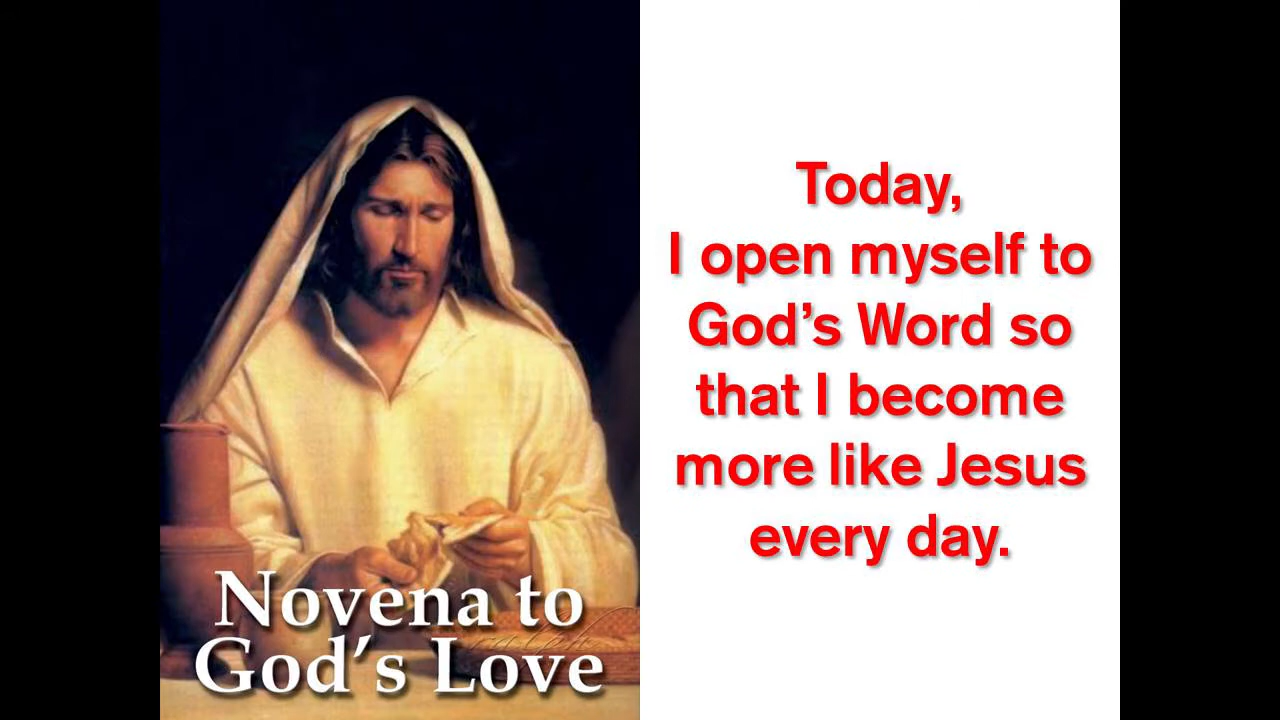 Novena to
God's Love
Today,
I open myself to
God's Word so
that I become
more like Jesus
every day.